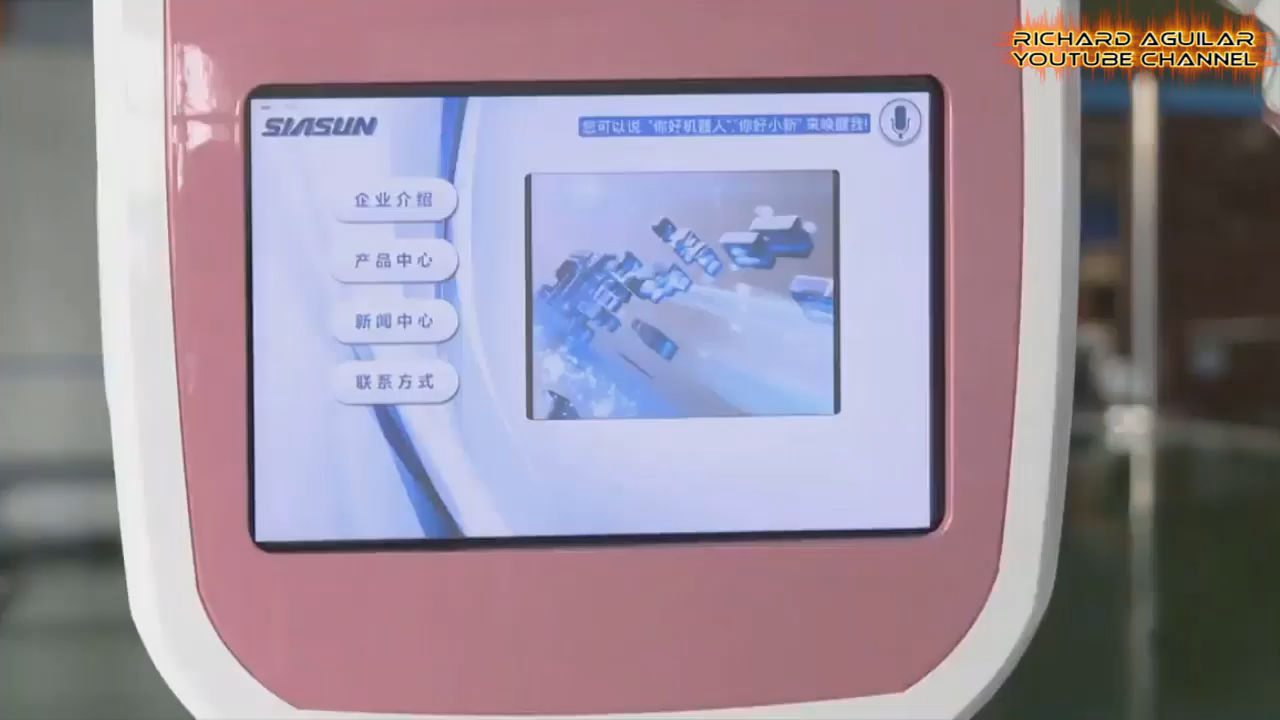 RICHARD AGUILAR
YOUTUBE CHANNEL
SIASUN
您可以说“你好机器人”,“你好小新”来唤醒我!
企业介绍
产品中心
新闻中心
联系方式